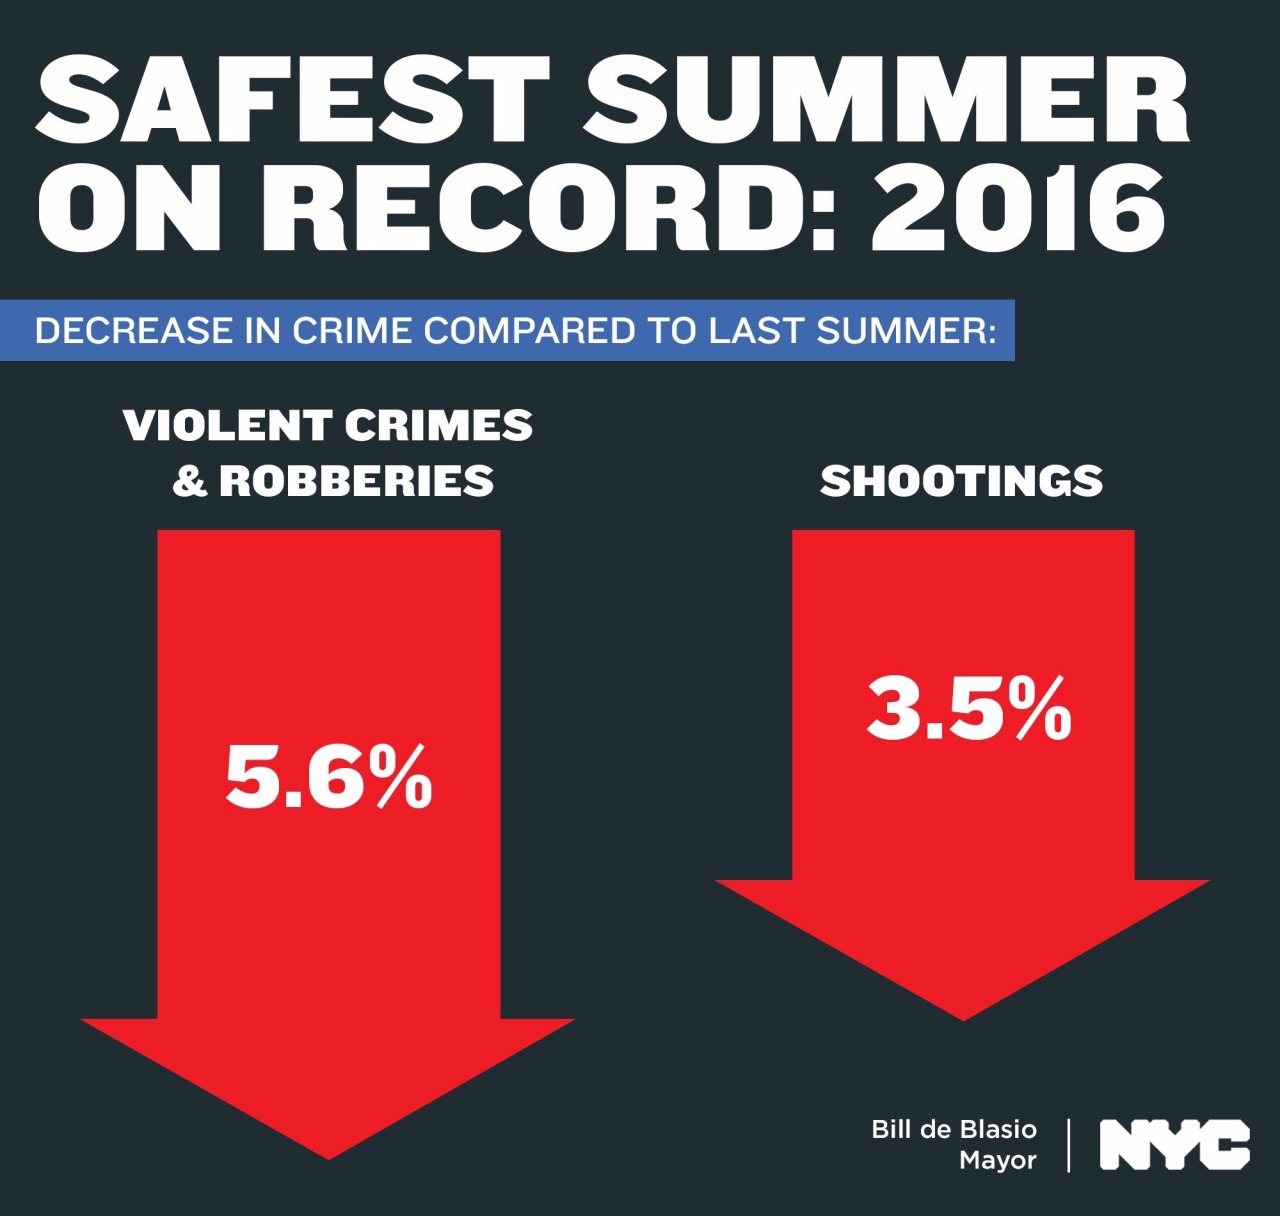 SAFEST SUMMER
ON RECORD: 2016
DECREASE IN CRIME COMPARED TO LAST SUMMER:
VIOLENT CRIMES
& ROBBERIES
SHOOTINGS
5.6%
3.5%
Bill de Blasio
Mayor
NYC